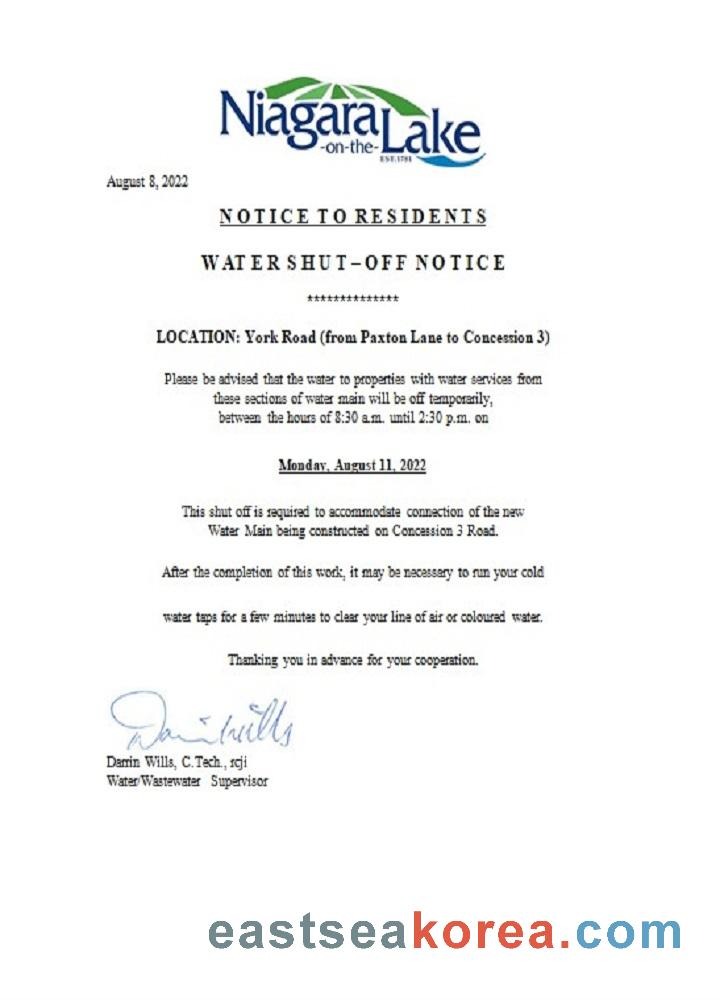 Niagara
-on-the-
Lake
EST. 1781
August 8, 2022
NOTICE TO RESIDENTS
WATER SHUT-OFF NOTICE
**************
LOCATION: York Road (from Paxton Lane to Concession 3)
Please be advised that the water to properties with water services from
these sections of water main will be off temporarily,
between the hours of 8:30 a.m. until 2:30 p.m. on
Monday, August 11, 2022
This shut off is required to accommodate connection of the new
Water Main being constructed on Concession 3 Road.
After the completion of this work, it may be necessary to run your cold
water taps for a few minutes to clear your line of air or coloured water.
Thanking you in advance for your cooperation.
Darrin Wills
Darrin Wills, C.Tech., rcji
Water/Wastewater Supervisor
eastseakorea.com